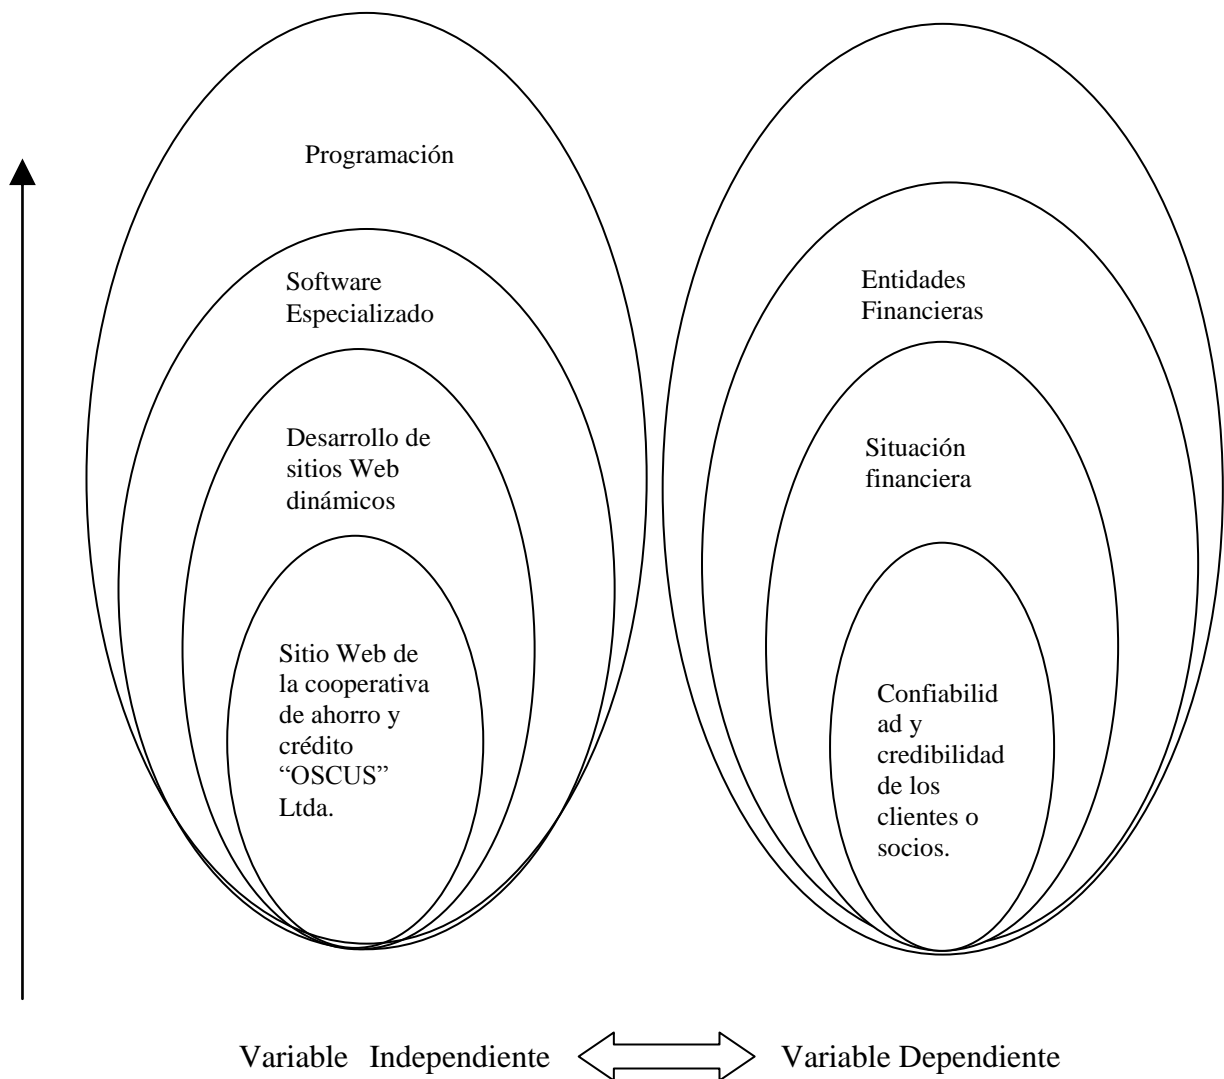 Programación
Software
Especializado
Desarrollo de
sitios Web
dinámicos
Sitio Web de
la cooperativa
de ahorro y
crédito
“OSCUS”
Ltda.
Entidades
Financieras
Situación
financiera
Confiabilid
ad y
credibilidad
de los
clientes o
socios.
Variable Independiente
Variable Dependiente